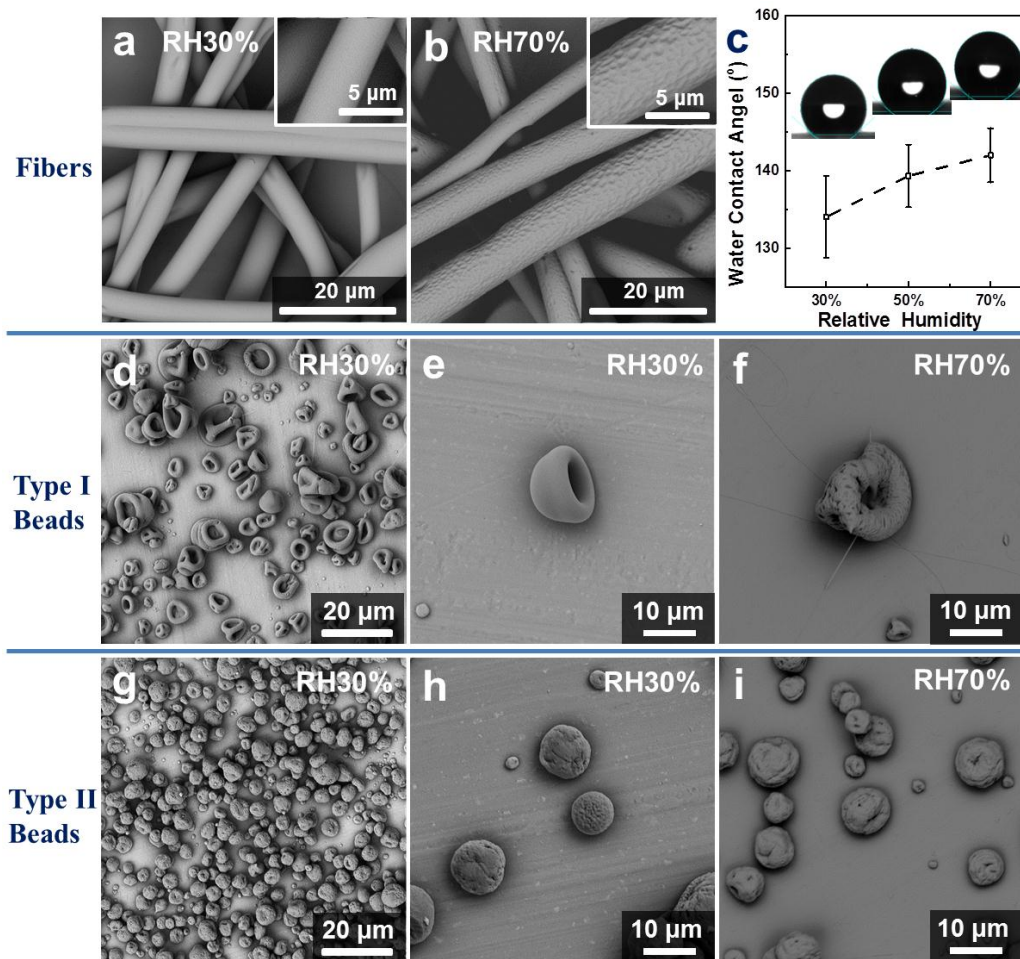 a RH30%
5 µm
20 µm
b RH70%
5 µm
20 µm
c
160
150
140
130
Water Contact Angel (°)
30% 50% 70%
Relative Humidity
Fibers
d RH30%
20 µm
e RH30%
10 µm
f RH70%
10 µm
Type I
Beads
g RH30%
20 µm
h RH30%
10 µm
i RH70%
10 µm
Type II
Beads